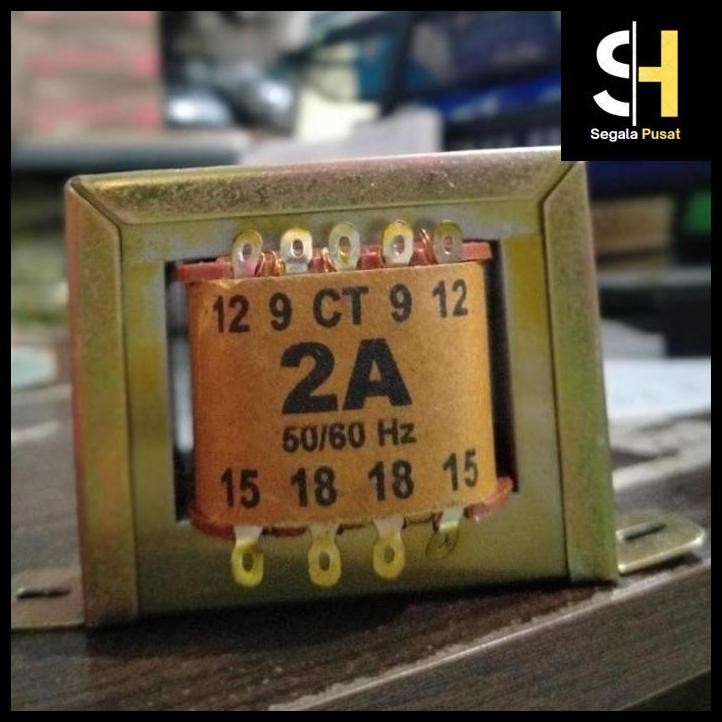 SH
Segala Pusat
12 9 CT 9 12
2A
50/60 Hz
15 18 18 15